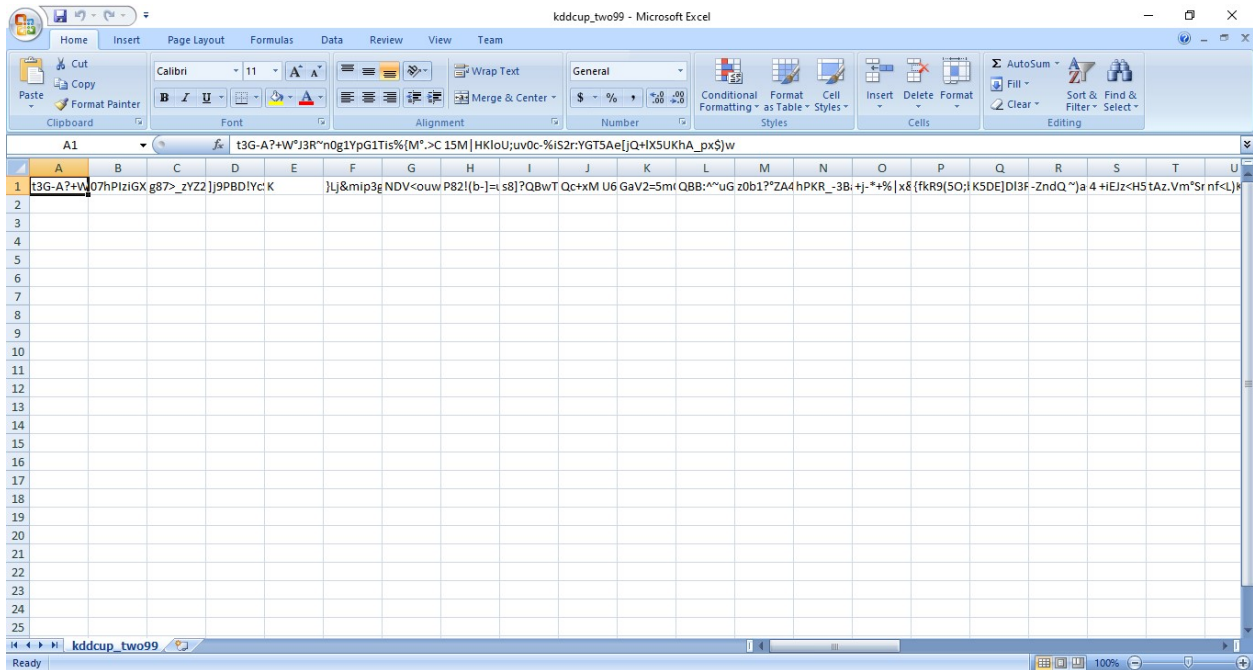 kddcup_two99 - Microsoft Excel
Home Insert Page Layout Formulas Data Review View Team
Paste
Cut
Copy
Format Painter
Clipboard
Calibri 11
B I U
Font
Wrap Text
Merge & Center
Alignment
General
$ % ,
Number
Conditional Formatting
Format as Table
Cell Styles
Styles
Insert Delete Format
Cells
Σ AutoSum
Fill
Clear
Sort & Filter
Find & Select
Editing
A1 fx t3G-A?+W°J3R~n0g1YpG1Tis%{M°.>C 15M|HKloU;uv0c-%iS2r:YGT5Ae[jQ+lX5UKhA_px$)w
A B C D E F G H I J K L M N O P Q R S T U
1 t3G-A?+W 07hPIziGX g87>_zYZ2 ]j9PBD!Yc K }Lj&mip3g NDV<ouw P82!(b-]=u s8]?QBwT Qc+xM U6 GaV2=5m( QBB:^~uG z0b1?°ZA4 hPKR_-3B +j-*+%|x& {fkR9(5O; K5DE]Dl3F -ZndQ ~)a 4 +iEJz<H5 tAz.Vm°Sr nf<L)K
2
3
4
5
6
7
8
9
10
11
12
13
14
15
16
17
18
19
20
21
22
23
24
25
kddcup_two99
Ready 100%